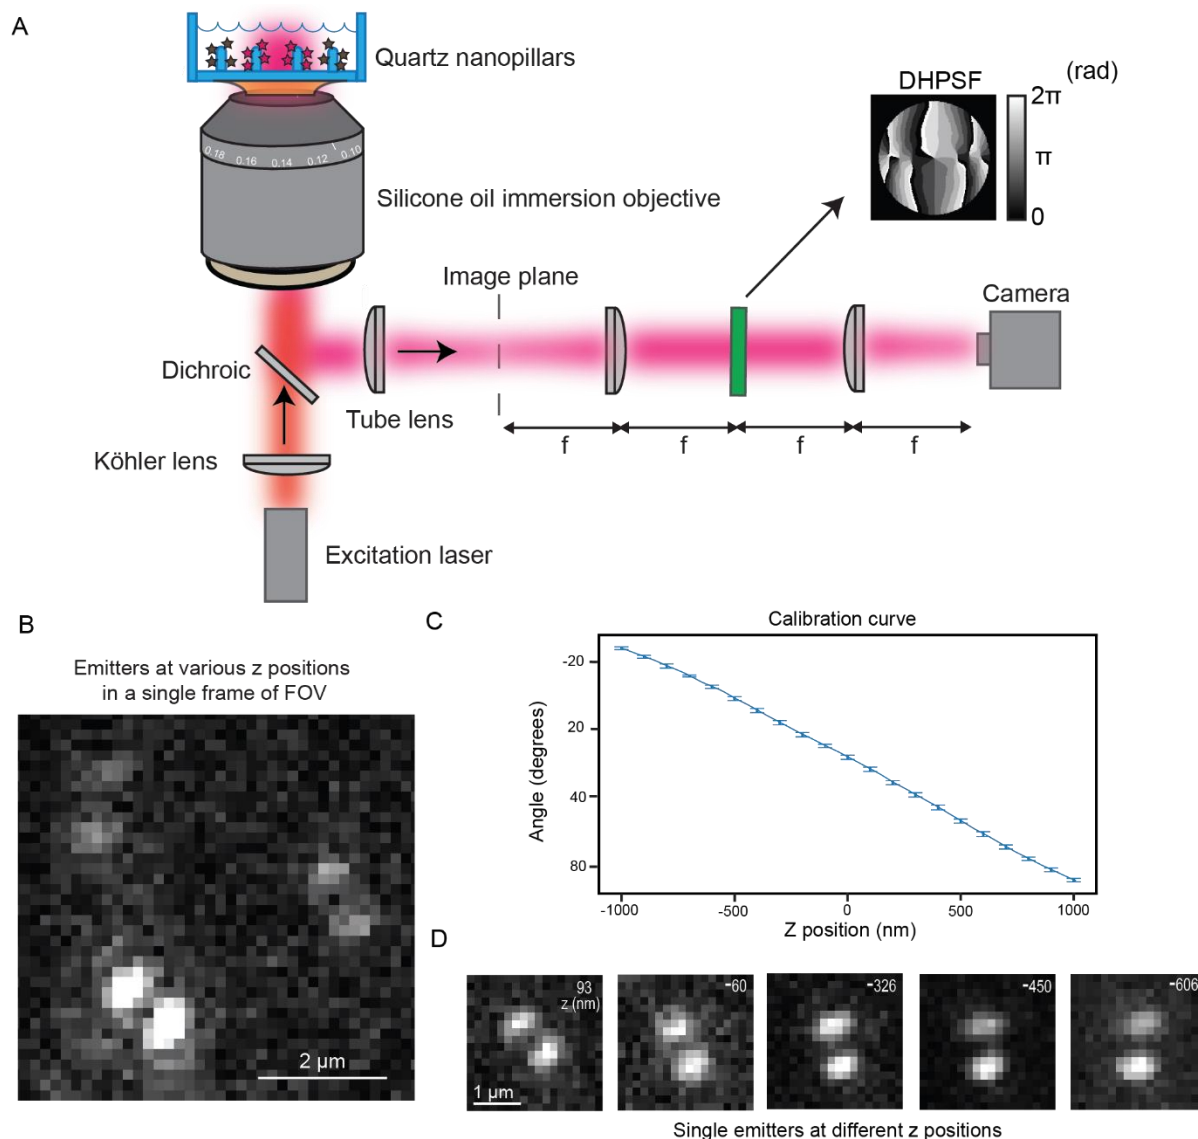 A
Quartz nanopillars
0.18 0.16 0.14 0.12 0.10
Silicone oil immersion objective
DHPSF
(rad)
2π
π
0
Image plane
Camera
Dichroic
Tube lens
f f f f
Köhler lens
Excitation laser
B
Emitters at various z positions
in a single frame of FOV
2 μm
C
Calibration curve
Angle (degrees)
-20
20
40
80
-1000 -500 0 500 1000
Z position (nm)
D
93
z (nm)
-60
-326
-450
-606
1 μm
Single emitters at different z positions